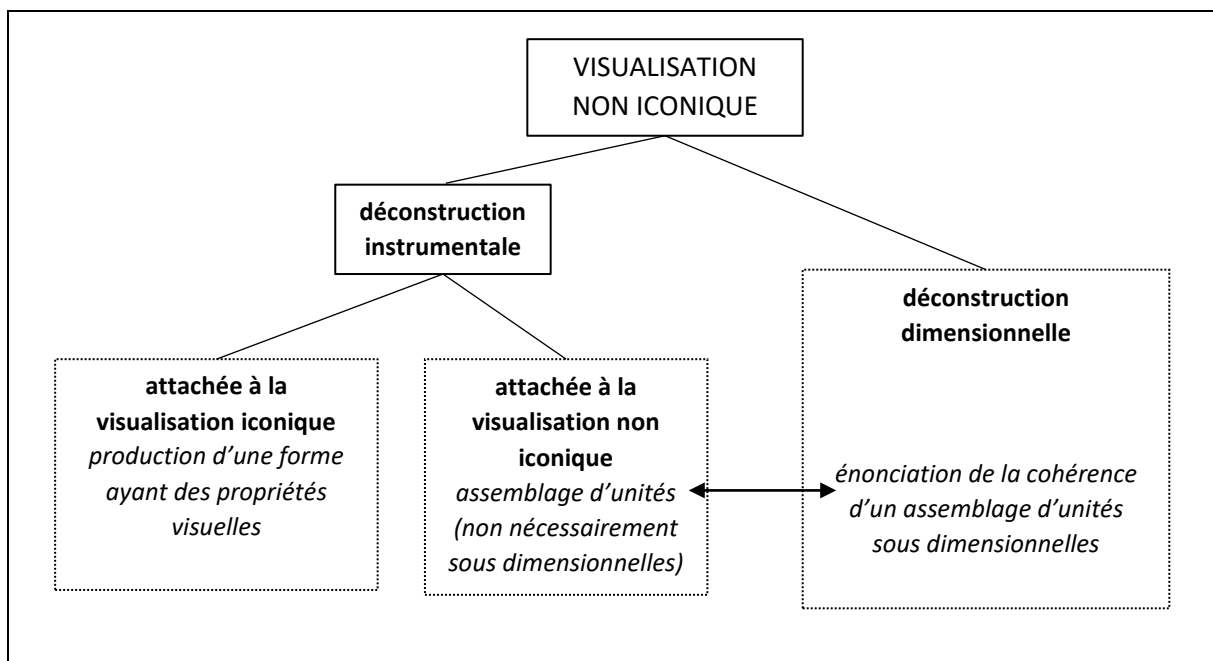 VISUALISATION
NON ICONIQUE
déconstruction
instrumentale
déconstruction
dimensionnelle
attachée à la
visualisation iconique
production d’une forme
ayant des propriétés
visuelles
attachée à la
visualisation non
iconique
assemblage d’unités
(non nécessairement
sous dimensionnelles)
énonciation de la cohérence
d’un assemblage d’unités
sous dimensionnelles